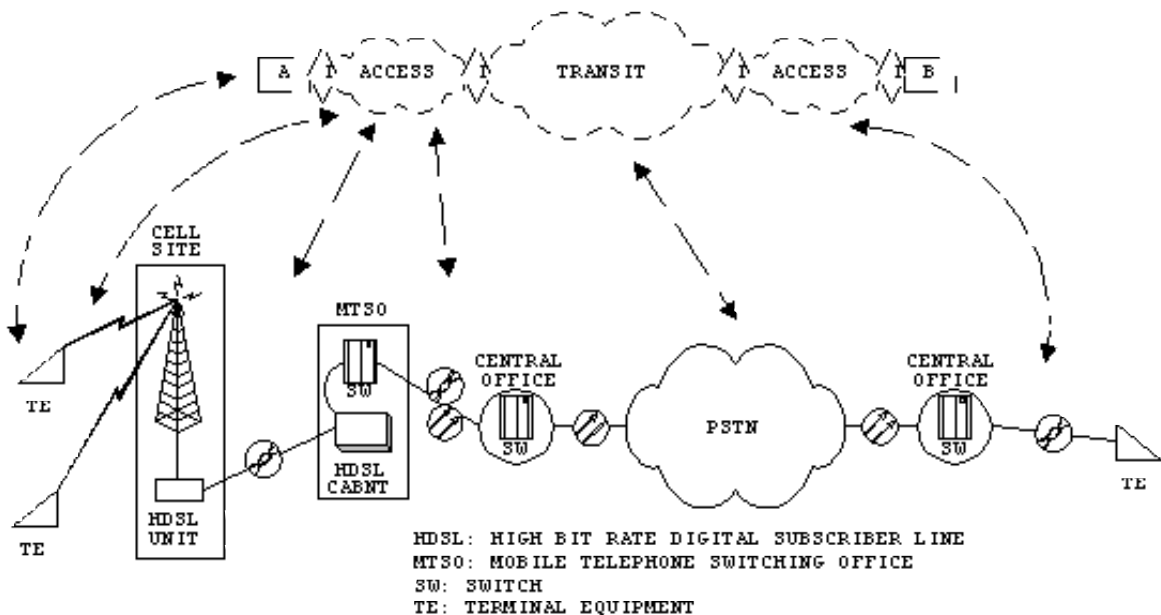 A I ACCESS I TRANSIT I ACCESS I B
CELL
SITE
MTSO
CENTRAL
OFFICE
CENTRAL
OFFICE
SW
TE
PSTN
SW
SW
HDSL
CABNT
TE
HDSL
UNIT
TE
HDSL: HIGH BIT RATE DIGITAL SUBSCRIBER LINE
MTSO: MOBILE TELEPHONE SWITCHING OFFICE
SW: SWITCH
TE: TERMINAL EQUIPMENT